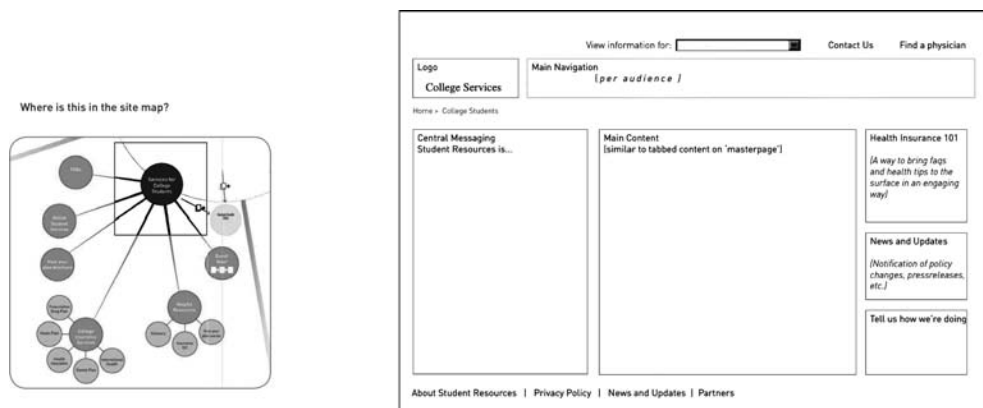 Where is this in the site map?
Services for
College
Students
FAQs
Helpful
Resources
College
View information for:
Contact Us
Find a physician
Logo
College Services
Main Navigation
[per audience ]
Home > College Students
Central Messaging
Student Resources is...
Main Content
[similar to tabbed content on ‘masterpage’]
Health Insurance 101
[A way to bring faqs
and health tips to the
surface in an engaging
way]
News and Updates
[Notification of policy
changes, pressreleases,
etc.]
Tell us how we're doing
About Student Resources | Privacy Policy | News and Updates | Partners